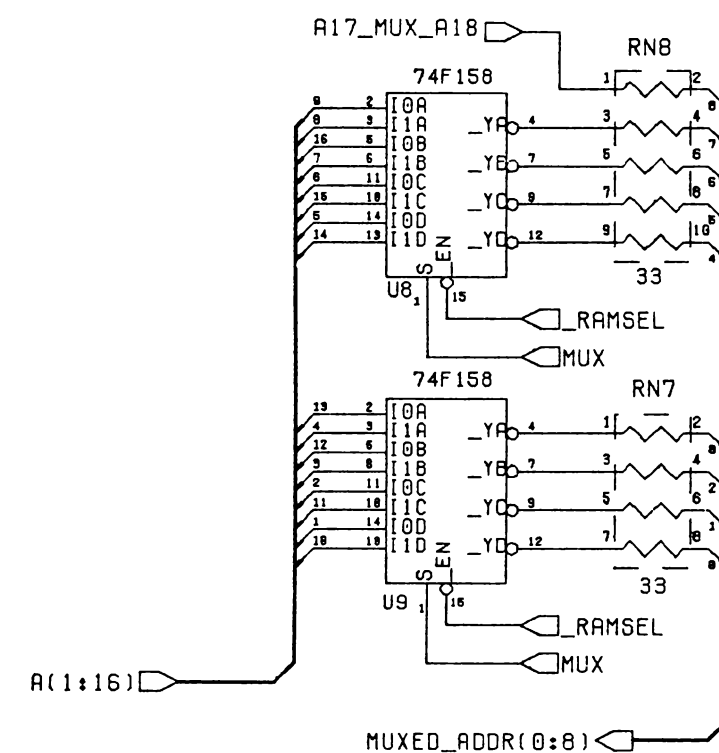 A17_MUX_A18
RN8
74F158
1 2
9 2 I0A 8
8 3 I1A _YA 4 3 4
16 5 I0B 7
7 6 I1B _YB 7 5 6
6 11 I0C 6
15 10 I1C _YC 9 7 8
5 14 I0D 5
14 13 I1D _YD 12 9 10
4
S _EN 33
U8 1 15
_RAMSEL
MUX
74F158
RN7
13 2 I0A
4 3 I1A _YA 4 1 2
12 I0B
3 I1B _YB 7 3 4
2 11 I0C 2
11 10 I1C _YC 9 5 6
1 14 I0D 1
10 13 I1D _YD 12 7 8
0
S _EN 33
U9 1 15
_RAMSEL
MUX
A(1:16)
MUXED_ADDR(0:8)